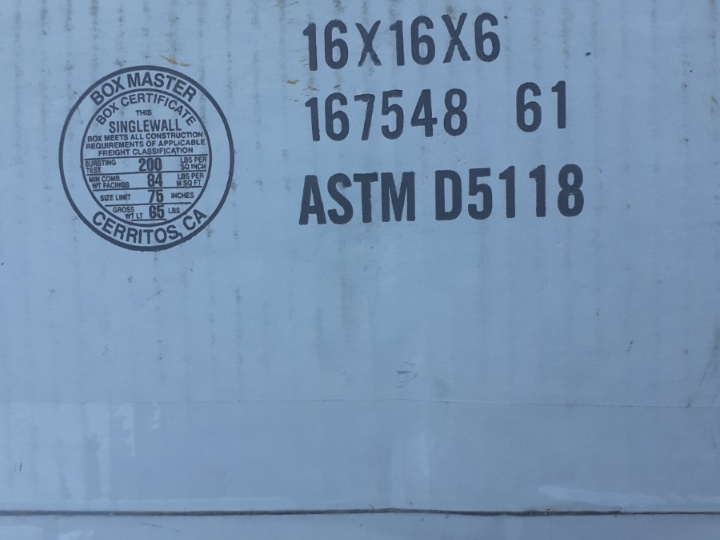 16X16X6
167548 61
ASTM D5118
BOX MASTER
BOX CERTIFICATE
THIS
SINGLEWALL
BOX MEETS ALL CONSTRUCTION
REQUIREMENTS OF APPLICABLE
FREIGHT CLASSIFICATION
BURSTING TEST 200 LBS PER SQ INCH
MIN COMB. WT FACINGS 84 LBS PER M SQ FT
SIZE LIMIT 75 INCHES
GROSS WT LT 65 LBS
CERRITOS, CA